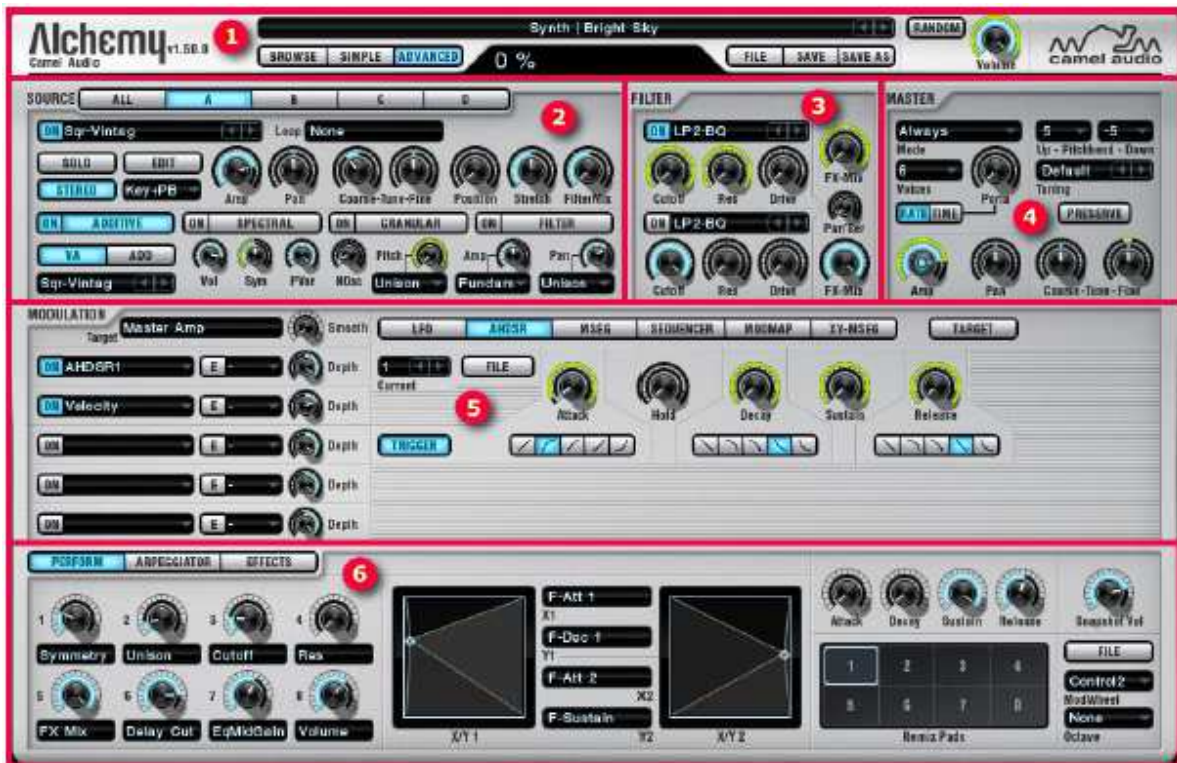 Alchemy v1.50.0
Camel Audio
1
Synth | Bright Sky
RANDOM
BROWSE SIMPLE ADVANCED
0 %
FILE SAVE SAVE AS
Volume
camel audio
SOURCE ALL A B C D
2
ON Sqr-Vintag
Loop None
SOLO EDIT
STEREO Key+PB
Amp Pan Coarse-Tune-Fine Position Stretch FilterMix
ON ADDITIVE ON SPECTRAL ON GRANULAR ON FILTER
VA ADD
Sqr-Vintag
Vol Sym PVar NOsc
Pitch Unison
Amp Fundam
Pan Unison
FILTER
3
ON LP2-BQ
Cutoff Res Drive FX-Mix
Par/Ser
ON LP2-BQ
Cutoff Res Drive FX-Mix
MASTER
Always
Mode
5 -5
Up - Pitchbend - Down
6
Voices
Porta
Default
Tuning
RATE TIME
4
PRESERVE
Amp Pan Coarse-Tune-Fine
MODULATION
Target Master Amp
Smooth
LFO AHDSR MSEG SEQUENCER MODMAP XY-MSEG TARGET
ON AHDSR1 E - Depth
1
Current
FILE
5
Attack Hold Decay Sustain Release
ON Velocity E - Depth
ON E - Depth
TRIGGER
ON E - Depth
ON E - Depth
PERFORM ARPEGGIATOR EFFECTS
6
1 2 3 4
Symmetry Unison Cutoff Res
5 6 7 8
FX Mix Delay Cut EqMidGain Volume
X/Y 1
F-Att 1
X1
F-Dec 1
Y1
F-Att 2
X2
F-Sustain
Y2
X/Y 2
Attack Decay Sustain Release
Snapshot Vol
1 2 3 4
5 6 7 8
Remix Pads
FILE
Control2
ModWheel
None
Octave